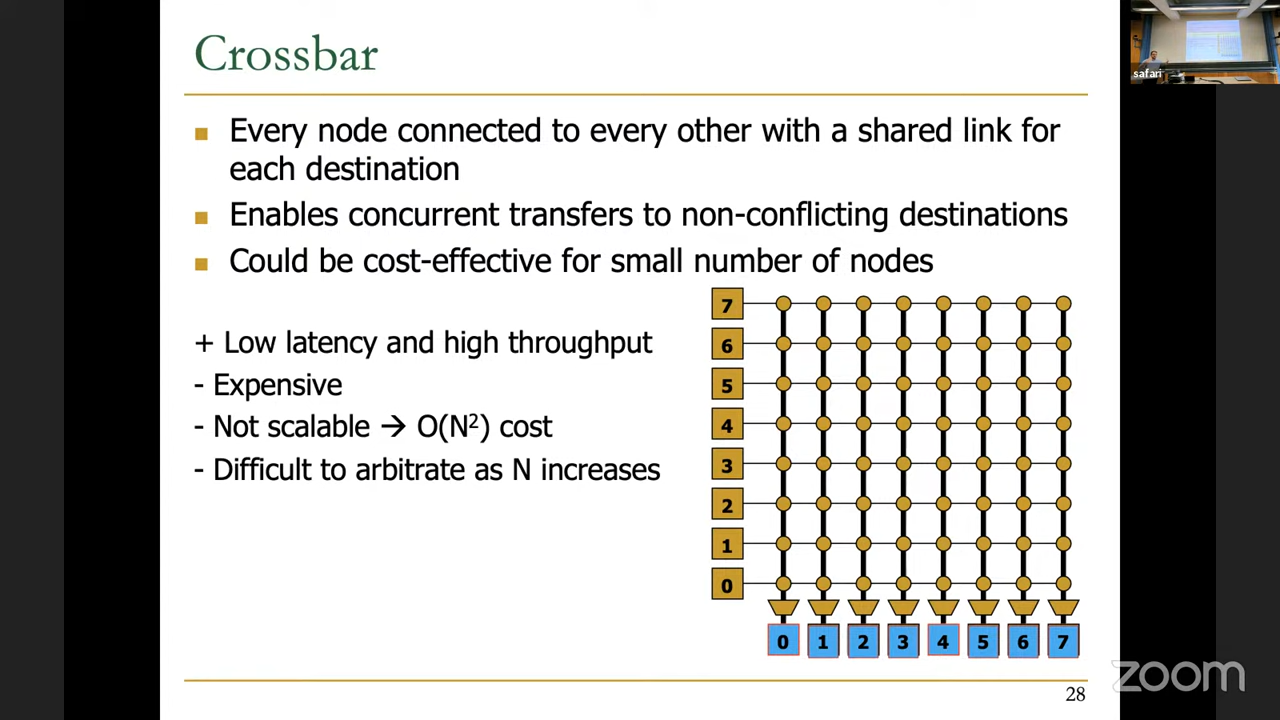 Crossbar
safari
Every node connected to every other with a shared link for
each destination
Enables concurrent transfers to non-conflicting destinations
Could be cost-effective for small number of nodes
+ Low latency and high throughput
- Expensive
- Not scalable → O(N²) cost
- Difficult to arbitrate as N increases
7
6
5
4
3
2
1
0
0 1 2 3 4 5 6 7
zoom
28